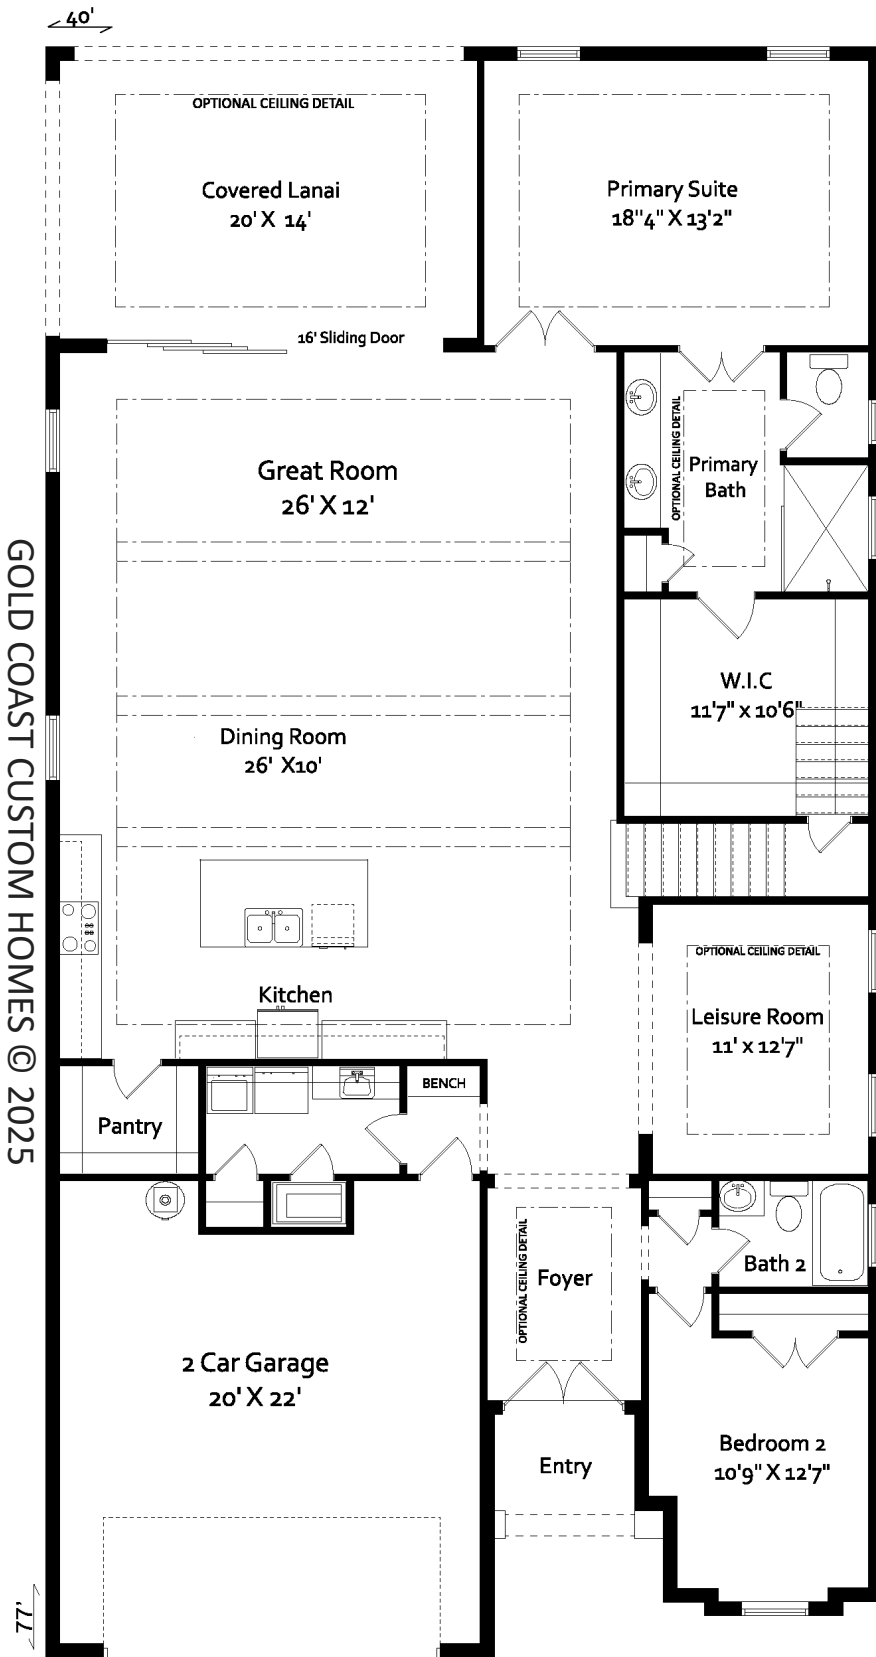 40'
OPTIONAL CEILING DETAIL
Covered Lanai
20' X 14'
Primary Suite
18"4" X 13'2"
16' Sliding Door
OPTIONAL CEILING DETAIL
Primary
Bath
Great Room
26' X 12'
W.I.C
11'7" x 10'6"
Dining Room
26' X10'
GOLD COAST CUSTOM HOMES © 2025
Kitchen
OPTIONAL CEILING DETAIL
Leisure Room
11' x 12'7"
BENCH
Pantry
OPTIONAL CEILING DETAIL
Foyer
Bath 2
2 Car Garage
20' X 22'
Entry
Bedroom 2
10'9" X 12'7"
77'